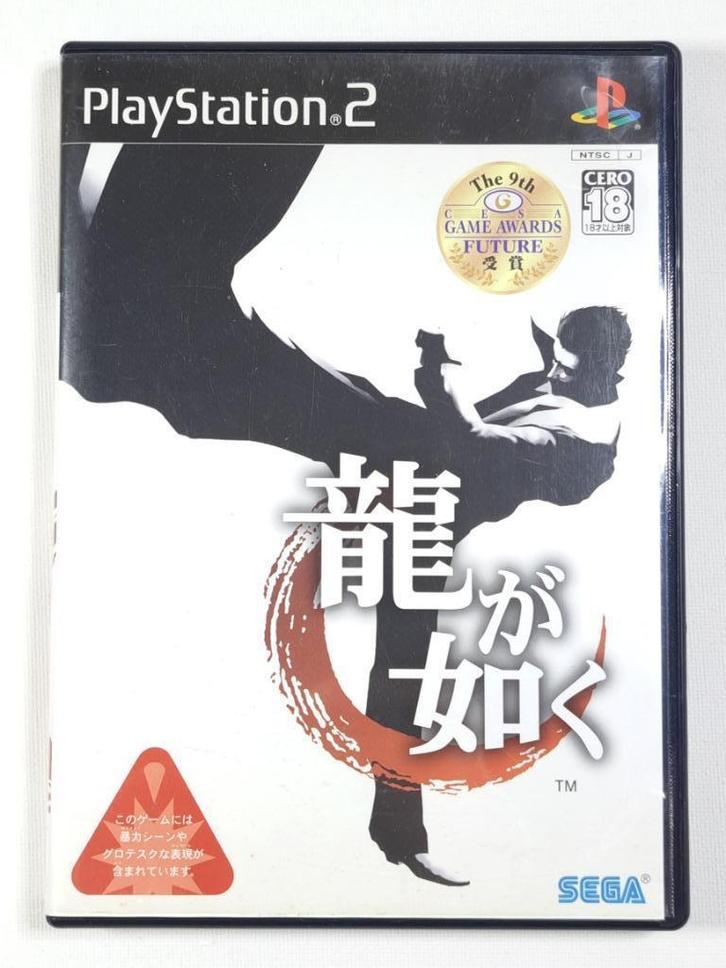 PlayStation®2
NTSC J
The 9th
CESA
GAME AWARDS
FUTURE
受賞
CERO
18
18才以上対象
龍が
如く
TM
このゲームには
暴力シーンや
グロテスクな表現が
含まれています。
SEGA®